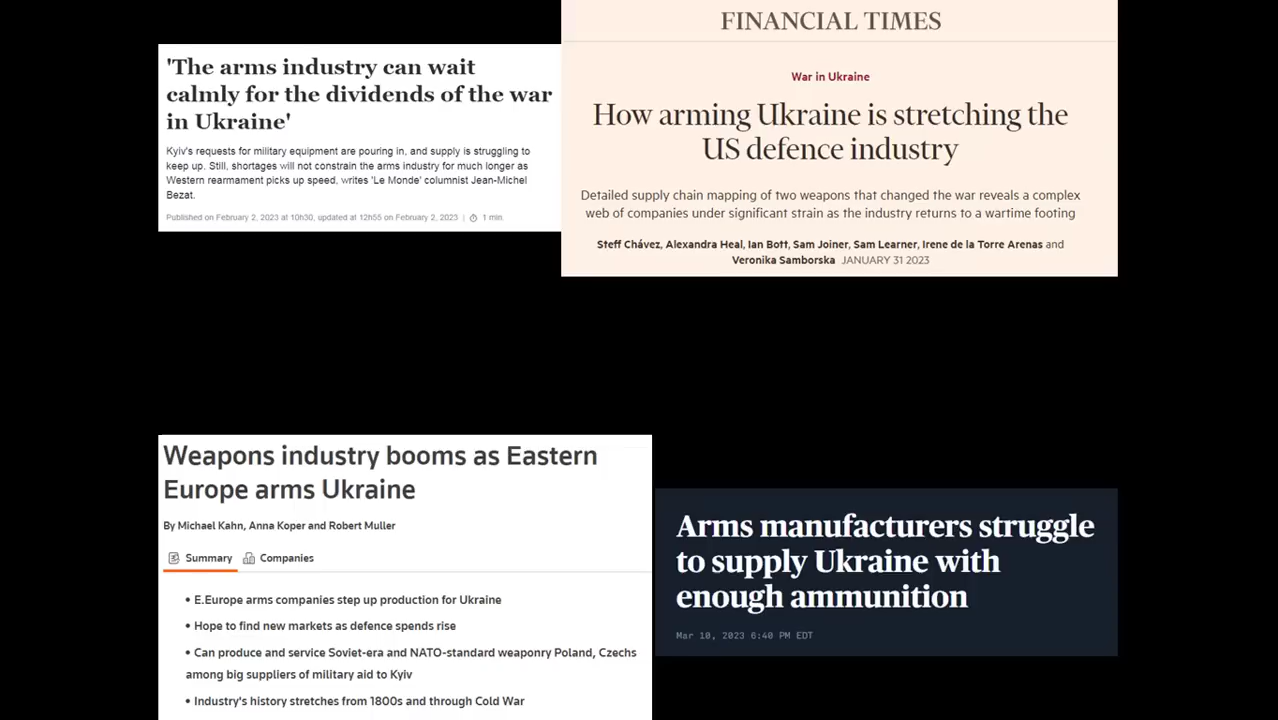 'The arms industry can wait
calmly for the dividends of the war
in Ukraine'
Kyiv's requests for military equipment are pouring in, and supply is struggling to
keep up. Still, shortages will not constrain the arms industry for much longer as
Western rearmament picks up speed, writes 'Le Monde' columnist Jean-Michel
Bezat.
Published on February 2, 2023 at 10h30, updated at 12h55 on February 2, 2023 | 1 min.
FINANCIAL TIMES
War in Ukraine
How arming Ukraine is stretching the
US defence industry
Detailed supply chain mapping of two weapons that changed the war reveals a complex
web of companies under significant strain as the industry returns to a wartime footing
Steff Chávez, Alexandra Heal, Ian Bott, Sam Joiner, Sam Learner, Irene de la Torre Arenas and
Veronika Samborska JANUARY 31 2023
Weapons industry booms as Eastern
Europe arms Ukraine
By Michael Kahn, Anna Koper and Robert Muller
Summary Companies
• E.Europe arms companies step up production for Ukraine
• Hope to find new markets as defence spends rise
• Can produce and service Soviet-era and NATO-standard weaponry Poland, Czechs
among big suppliers of military aid to Kyiv
• Industry's history stretches from 1800s and through Cold War
Arms manufacturers struggle
to supply Ukraine with
enough ammunition
Mar 10, 2023 6:40 PM EDT